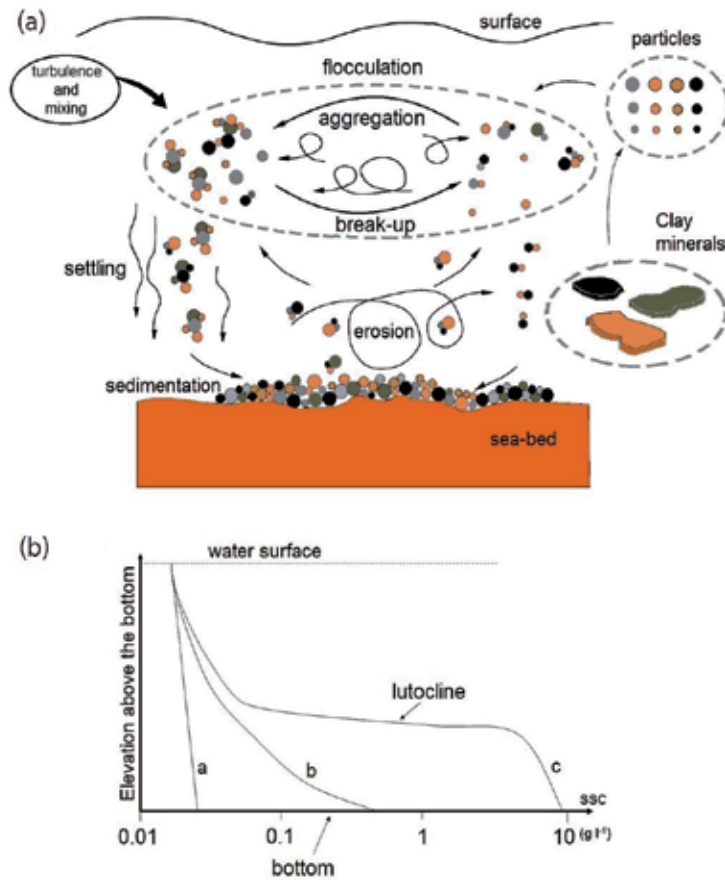 (a)
surface
particles
turbulence
and
mixing
flocculation
aggregation
break-up
Clay
minerals
settling
erosion
sedimentation
sea-bed
(b)
water surface
Elevation above the bottom
lutocline
a
b
c
ssc
0.01
0.1
1
10 (g l⁻¹)
bottom